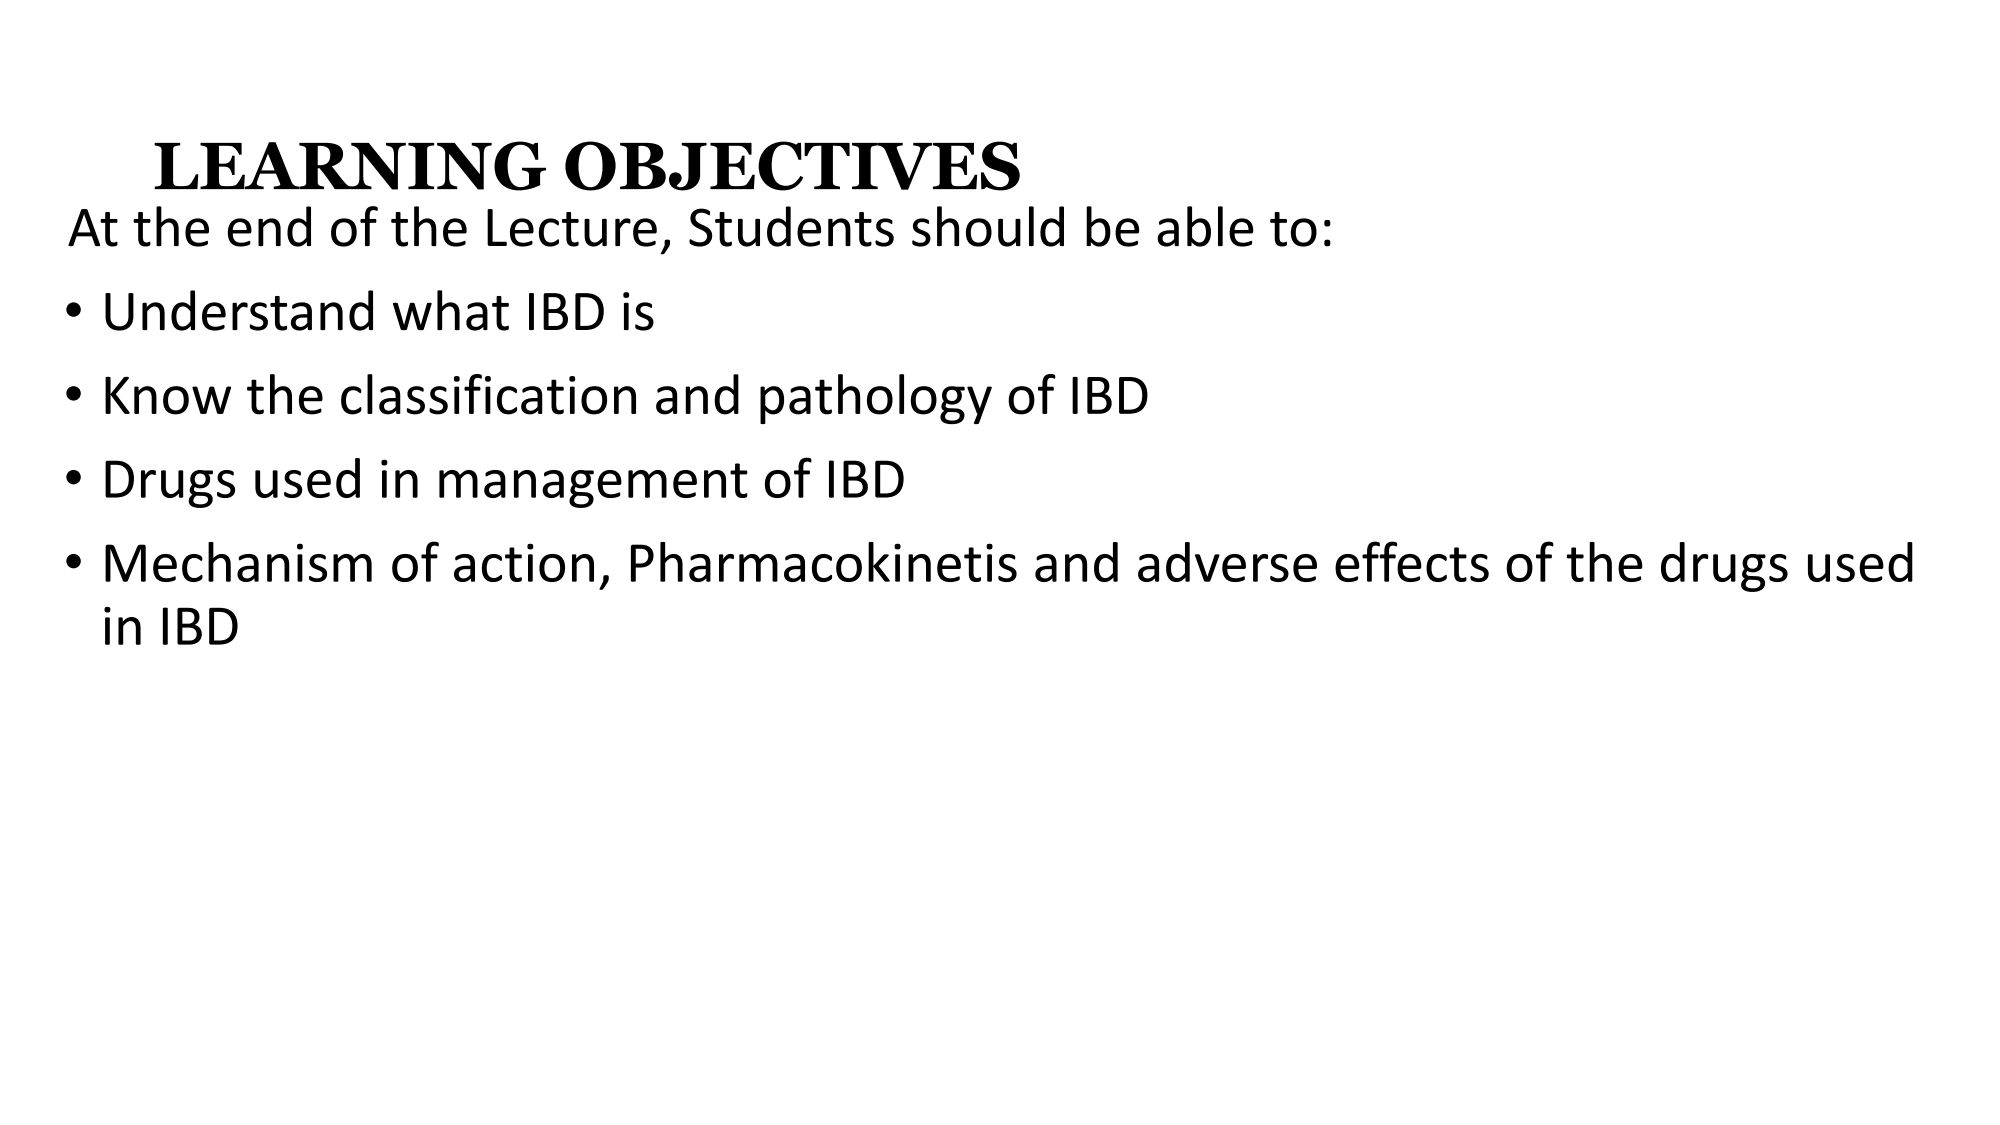 LEARNING OBJECTIVES
At the end of the Lecture, Students should be able to:
• Understand what IBD is
• Know the classification and pathology of IBD
• Drugs used in management of IBD
• Mechanism of action, Pharmacokinetis and adverse effects of the drugs used
in IBD